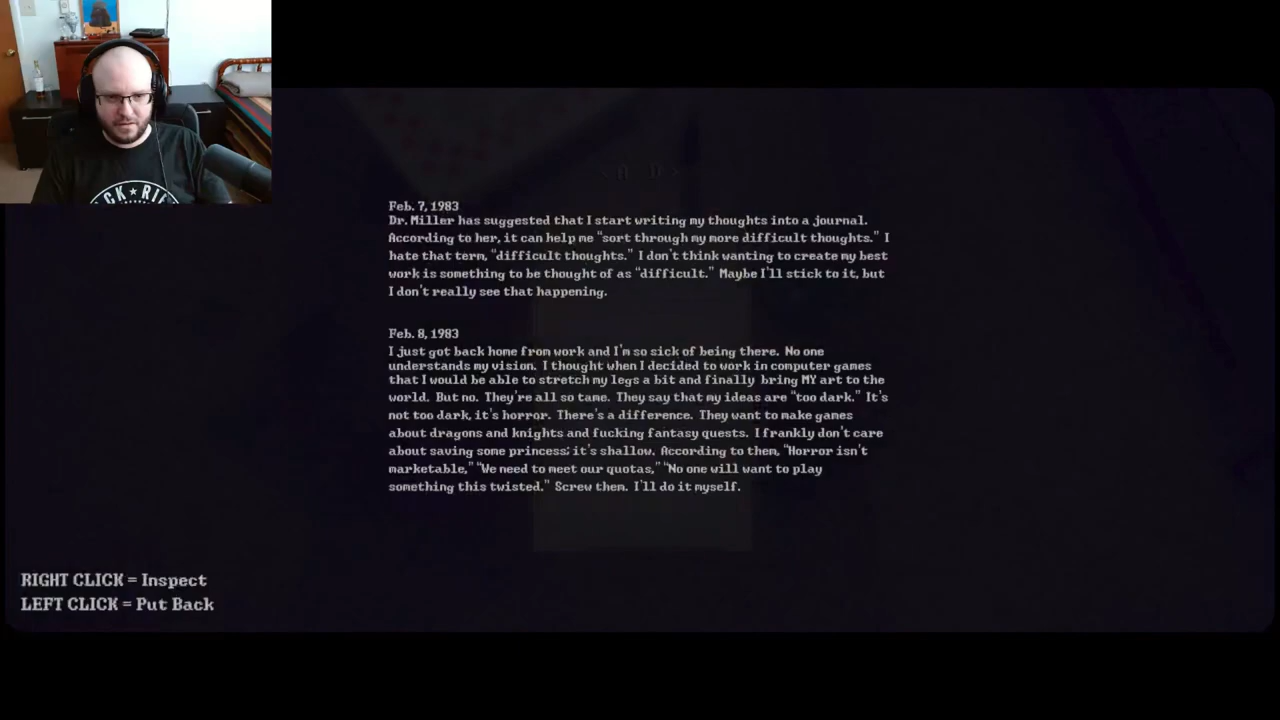 CK ★ RI
< A D >
Feb. 7, 1983
Dr. Miller has suggested that I start writing my thoughts into a journal.
According to her, it can help me "sort through my more difficult thoughts." I
hate that term, "difficult thoughts." I don't think wanting to create my best
work is something to be thought of as "difficult." Maybe I'll stick to it, but
I don't really see that happening.
Feb. 8, 1983
I just got back home from work and I'm so sick of being there. No one
understands my vision. I thought when I decided to work in computer games
that I would be able to stretch my legs a bit and finally bring MY art to the
world. But no. They're all so tame. They say that my ideas are "too dark." It's
not too dark, it's horror. There's a difference. They want to make games
about dragons and knights and fucking fantasy quests. I frankly don't care
about saving some princess; it's shallow. According to them, "Horror isn't
marketable," "We need to meet our quotas," "No one will want to play
something this twisted." Screw them. I'll do it myself.
RIGHT CLICK = Inspect
LEFT CLICK = Put Back